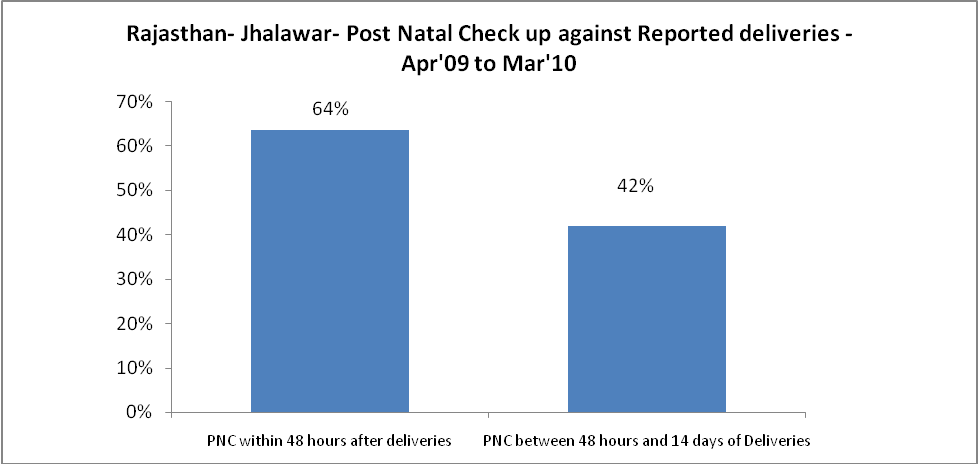 Rajasthan- Jhalawar- Post Natal Check up against Reported deliveries -
Apr'09 to Mar'10
70%
60%
50%
40%
30%
20%
10%
0%
64%
42%
PNC within 48 hours after deliveries
PNC between 48 hours and 14 days of Deliveries